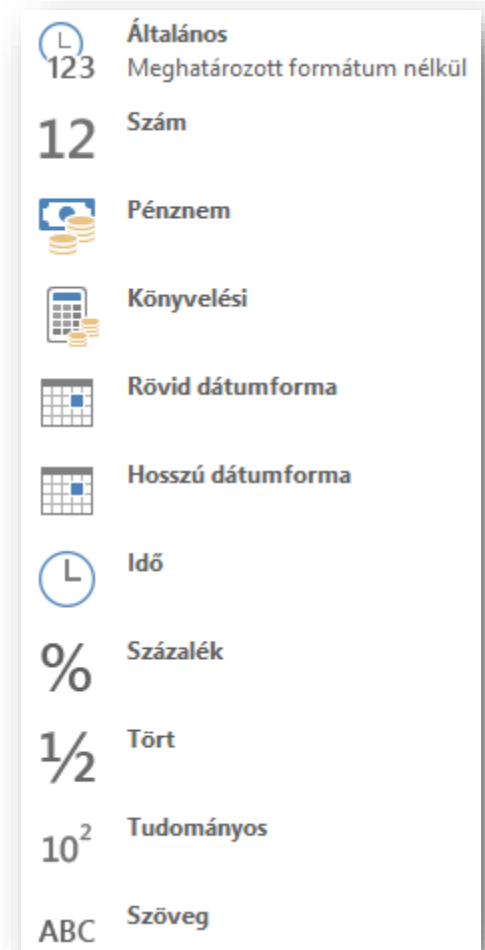 123
Általános
Meghatározott formátum nélkül
12
Szám
Pénznem
Könyvelési
Rövid dátumforma
Hosszú dátumforma
Idő
%
Százalék
½
Tört
10²
Tudományos
ABC
Szöveg